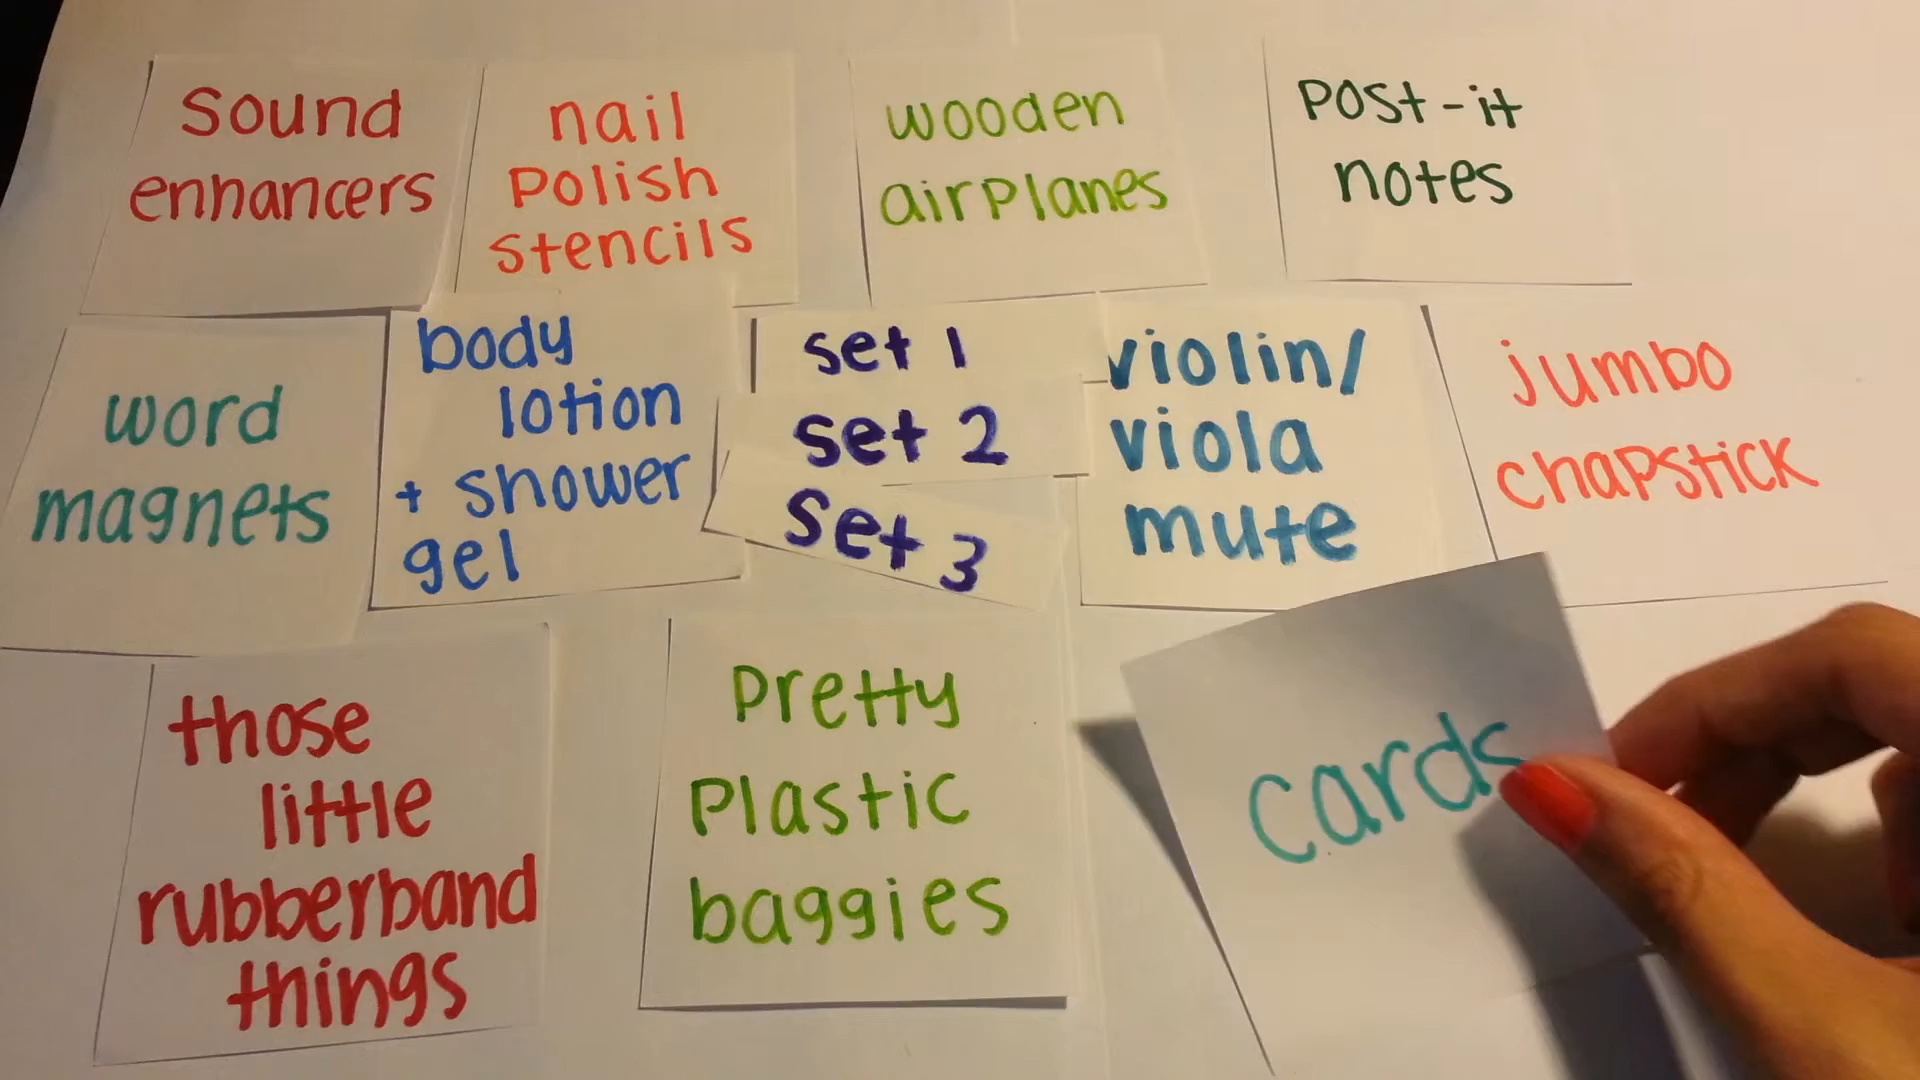 Sound
enhancers
nail
polish
stencils
wooden
airplanes
post-it
notes
word
magnets
body
lotion
+ shower
gel
set 1
set 2
set 3
violin/
viola
mute
jumbo
chapstick
those
little
rubberband
things
pretty
plastic
baggies
cards